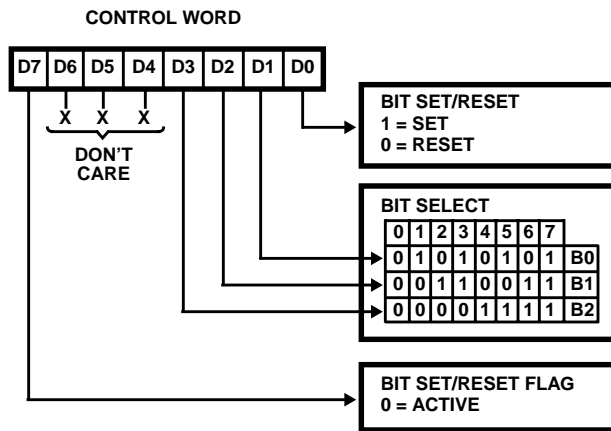 CONTROL WORD
D7 D6 D5 D4 D3 D2 D1 D0
X X X
DON'T
CARE
BIT SET/RESET
1 = SET
0 = RESET
BIT SELECT
0 1 2 3 4 5 6 7
0 1 0 1 0 1 0 1 B0
0 0 1 1 0 0 1 1 B1
0 0 0 0 1 1 1 1 B2
BIT SET/RESET FLAG
0 = ACTIVE